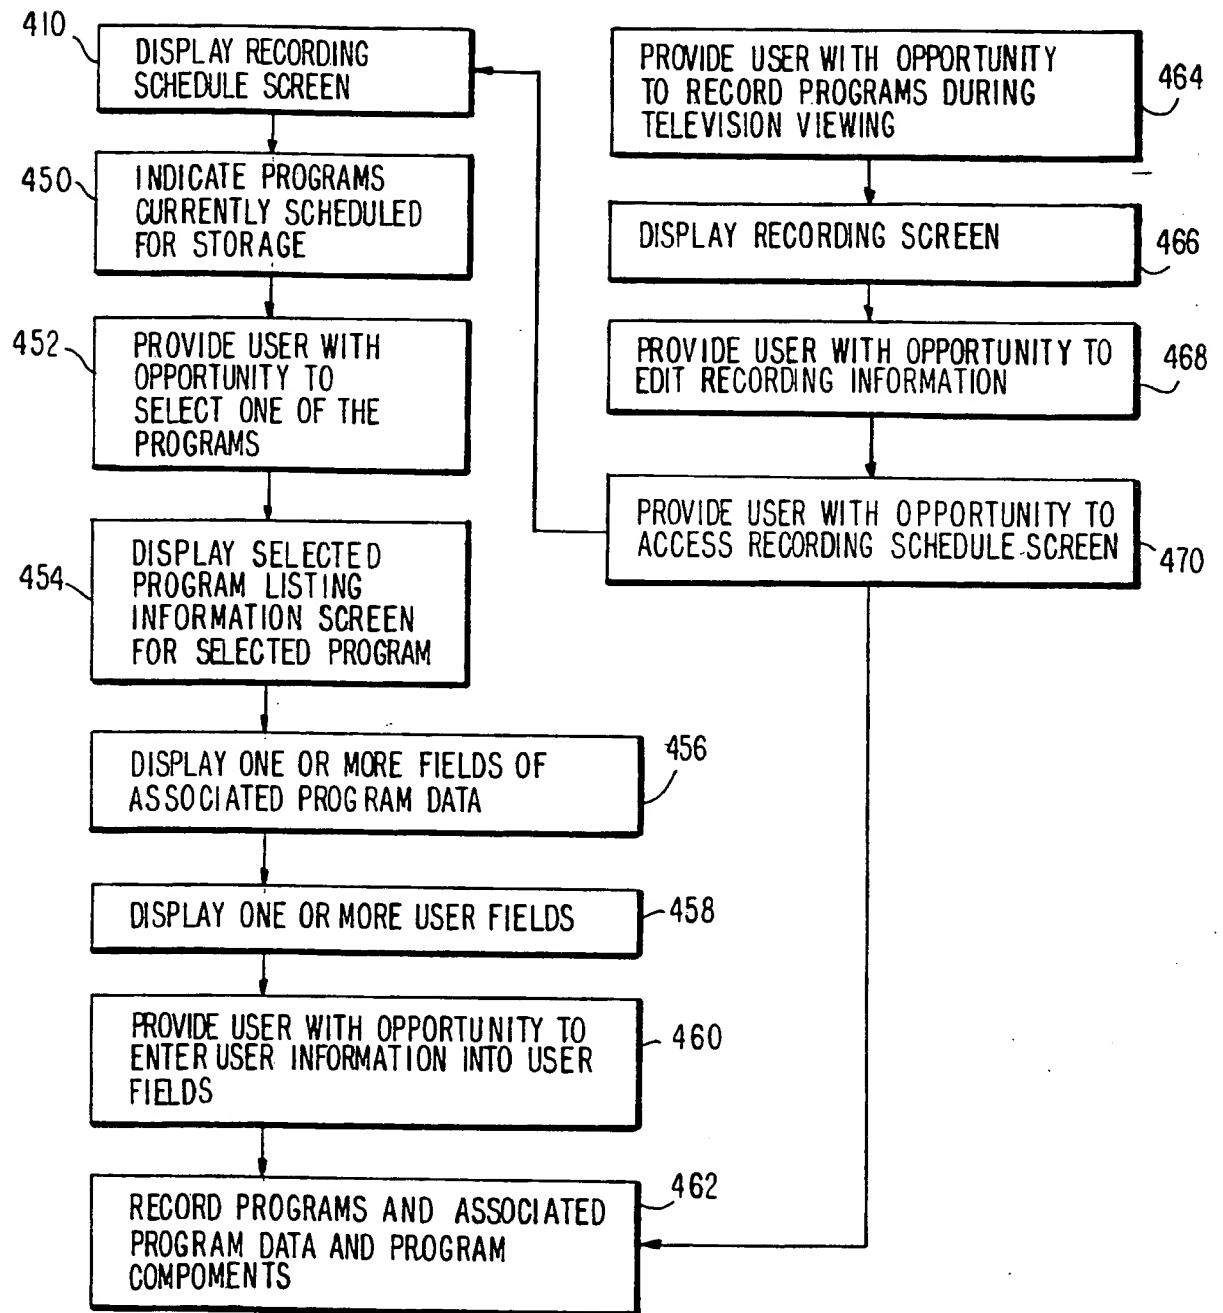 410
DISPLAY RECORDING
SCHEDULE SCREEN
450
INDICATE PROGRAMS
CURRENTLY SCHEDULED
FOR STORAGE
452
PROVIDE USER WITH
OPPORTUNITY TO
SELECT ONE OF THE
PROGRAMS
454
DISPLAY SELECTED
PROGRAM LISTING
INFORMATION SCREEN
FOR SELECTED PROGRAM
DISPLAY ONE OR MORE FIELDS OF
ASSOCIATED PROGRAM DATA
456
DISPLAY ONE OR MORE USER FIELDS
458
PROVIDE USER WITH OPPORTUNITY TO
ENTER USER INFORMATION INTO USER
FIELDS
460
RECORD PROGRAMS AND ASSOCIATED
PROGRAM DATA AND PROGRAM
COMPOMENTS
462
PROVIDE USER WITH OPPORTUNITY
TO RECORD PROGRAMS DURING
TELEVISION VIEWING
464
DISPLAY RECORDING SCREEN
466
PROVIDE USER WITH OPPORTUNITY TO
EDIT RECORDING INFORMATION
468
PROVIDE USER WITH OPPORTUNITY TO
ACCESS RECORDING SCHEDULE SCREEN
470